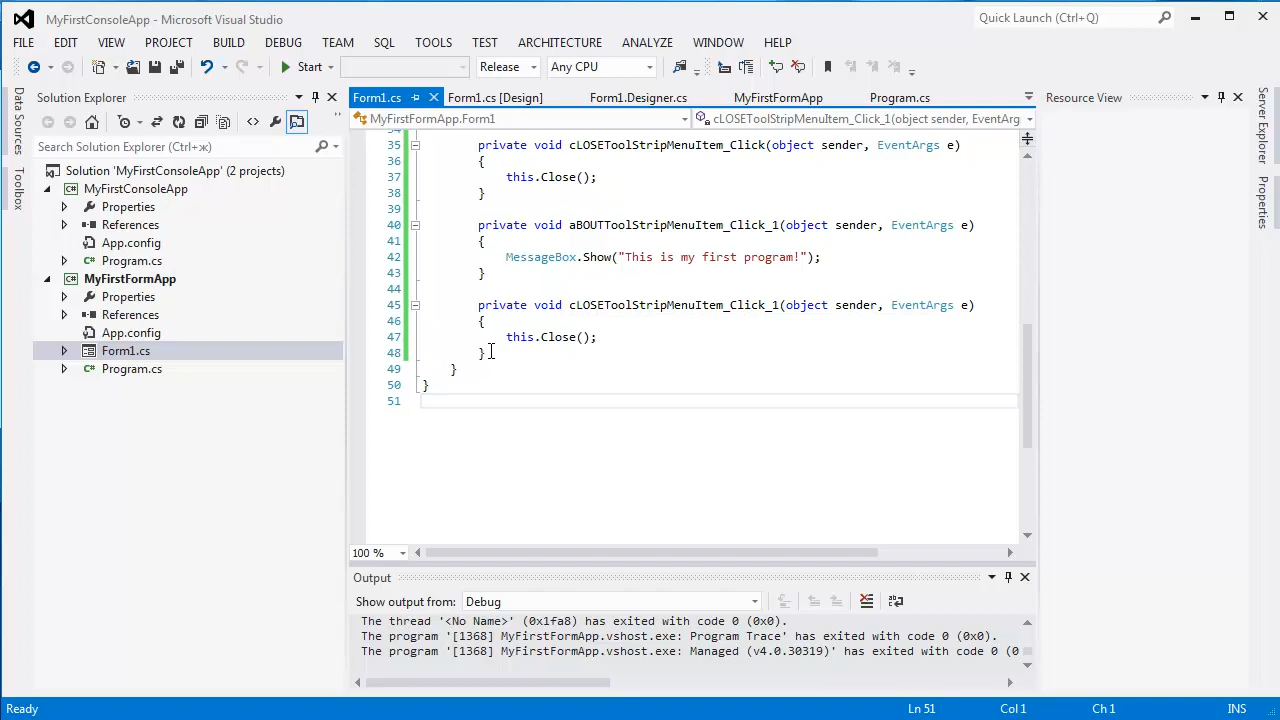 MyFirstConsoleApp - Microsoft Visual Studio
Quick Launch (Ctrl+Q)
FILE EDIT VIEW PROJECT BUILD DEBUG TEAM SQL TOOLS TEST ARCHITECTURE ANALYZE WINDOW HELP
Start Release Any CPU
Data Sources
Toolbox
Solution Explorer
Search Solution Explorer (Ctrl+ж)
Solution 'MyFirstConsoleApp' (2 projects)
MyFirstConsoleApp
Properties
References
App.config
Program.cs
MyFirstFormApp
Properties
References
App.config
Form1.cs
Program.cs
Form1.cs Form1.cs [Design] Form1.Designer.cs MyFirstFormApp Program.cs
MyFirstFormApp.Form1 cLOSEToolStripMenuItem_Click_1(object sender, EventArg
34
35 private void cLOSEToolStripMenuItem_Click(object sender, EventArgs e)
36 {
37 this.Close();
38 }
39
40 private void aBOUTToolStripMenuItem_Click_1(object sender, EventArgs e)
41 {
42 MessageBox.Show("This is my first program!");
43 }
44
45 private void cLOSEToolStripMenuItem_Click_1(object sender, EventArgs e)
46 {
47 this.Close();
48 }
49 }
50 }
51
100 %
Output
Show output from: Debug
The thread '<No Name>' (0x1fa8) has exited with code 0 (0x0).
The program '[1368] MyFirstFormApp.vshost.exe: Program Trace' has exited with code 0 (0x0).
The program '[1368] MyFirstFormApp.vshost.exe: Managed (v4.0.30319)' has exited with code 0 (0
Resource View
Server Explorer
Properties
Ready Ln 51 Col 1 Ch 1 INS